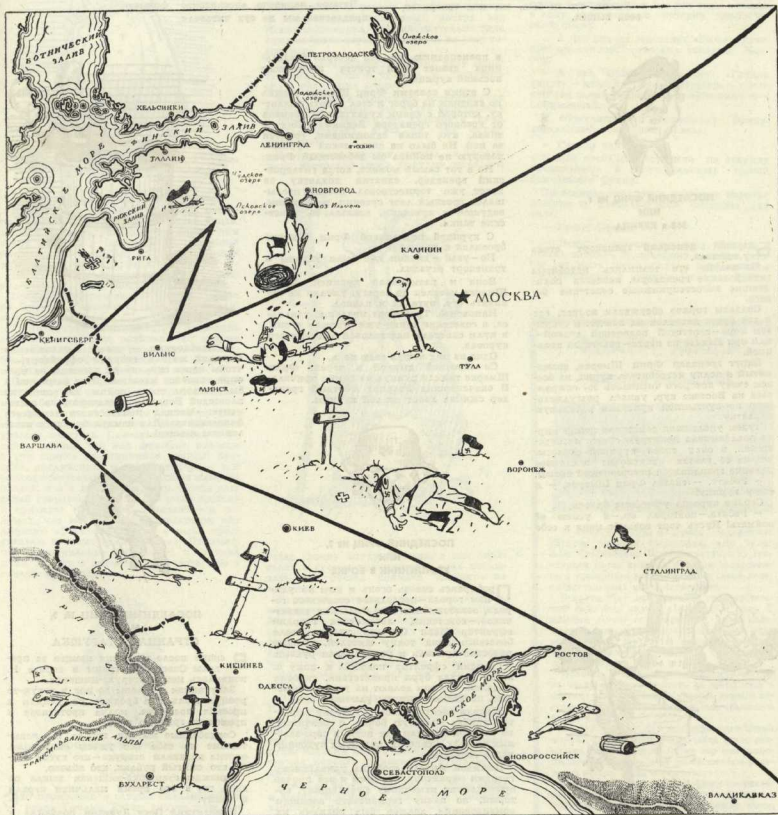 БОТНИЧЕСКИЙ
ЗАЛИВ
ПЕТРОЗАВОДСК
Онежское
озеро
Ладожское
озеро
ХЕЛЬСИНКИ
ФИНСКИЙ ЗАЛИВ
ЛЕНИНГРАД
ТИХВИН
ТАЛЛИН
БАЛТИЙСКОЕ МОРЕ
Чудское
озеро
Псковское
озеро
НОВГОРОД
оз Ильмень
РИЖСКИЙ
ЗАЛИВ
РИГА
КАЛИНИН
МОСКВА
КЕНИГСБЕРГ
ВИЛЬНО
ТУЛА
МИНСК
ВАРШАВА
ВОРОНЕЖ
КИЕВ
СТАЛИНГРАД
КАРПАТЫ
КИШИНЕВ
ОДЕССА
РОСТОВ
АЗОВСКОЕ МОРЕ
ТРАНСИЛЬВАНСКИЕ АЛЬПЫ
НОВОРОССИЙСК
СЕВАСТОПОЛЬ
БУХАРЕСТ
ЧЕРНОЕ МОРЕ
ВЛАДИКАВКАЗ